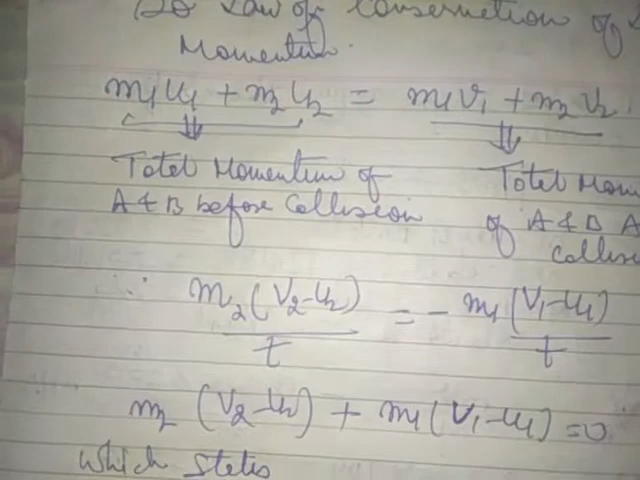 Law of Conservation of
Momentum.
m1u1 + m2u2 = m1v1 + m2v2
⇓ ⇓
Total Momentum of Total Mom
A & B before Collision of A & B A
Collisi
∵ m2(v2-u2)/t = - m1(v1-u1)/t
m2 (v2-u2) + m1(v1-u1) = 0
which states